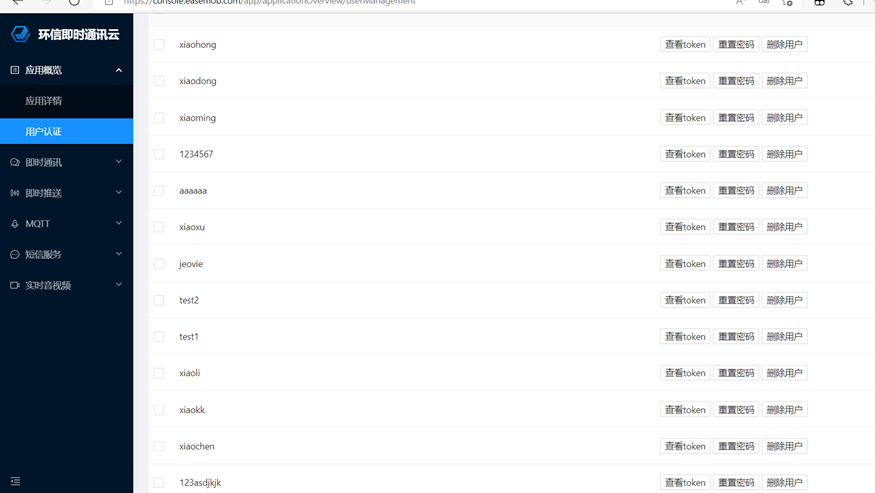 https://console.easemob.com/app/applicationOverview/userManagement
环信即时通讯云
应用概览
应用详情
用户认证
即时通讯
即时推送
MQTT
短信服务
实时音视频
xiaohong 查看token 重置密码 删除用户
xiaodong 查看token 重置密码 删除用户
xiaoming 查看token 重置密码 删除用户
1234567 查看token 重置密码 删除用户
aaaaaa 查看token 重置密码 删除用户
xiaoxu 查看token 重置密码 删除用户
jeovie 查看token 重置密码 删除用户
test2 查看token 重置密码 删除用户
test1 查看token 重置密码 删除用户
xiaoli 查看token 重置密码 删除用户
xiaokk 查看token 重置密码 删除用户
xiaochen 查看token 重置密码 删除用户
123asdjkjk 查看token 重置密码 删除用户